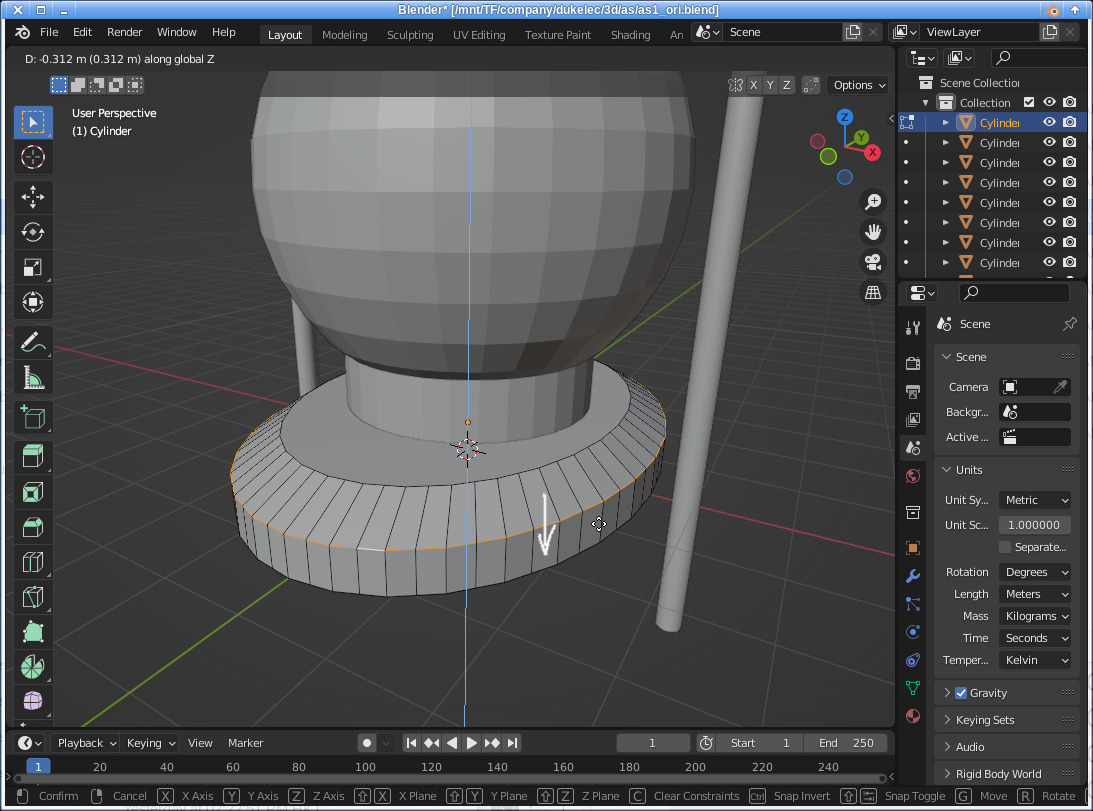 Blender* [/mnt/TF/company/dukelec/3d/as/as1_ori.blend]
File Edit Render Window Help Layout Modeling Sculpting UV Editing Texture Paint Shading An Scene ViewLayer
D: -0.312 m (0.312 m) along global Z
X Y Z Options
User Perspective
(1) Cylinder
Z
Y
X
Scene Collection
Collection
Cylinder
Cylinder
Cylinder
Cylinder
Cylinder
Cylinder
Cylinder
Cylinder
Scene
Scene
Camera
Backgr...
Active ...
Units
Unit Sy... Metric
Unit Sc... 1.000000
Separate...
Rotation Degrees
Length Meters
Mass Kilograms
Time Seconds
Temper... Kelvin
Gravity
Keying Sets
Audio
Rigid Body World
Playback Keying View Marker 1 Start 1 End 250
1 20 40 60 80 100 120 140 160 180 200 220 240
Confirm Cancel X X Axis Y Y Axis Z Z Axis X X Plane Y Y Plane Z Z Plane C Clear Constraints Ctrl Snap Invert Snap Toggle G Move R Rotate